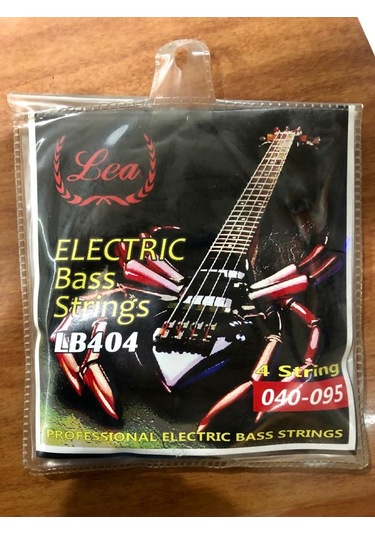 Lea
ELECTRIC
Bass
Strings
LB404
4 String
040-095
PROFESSIONAL ELECTRIC BASS STRINGS